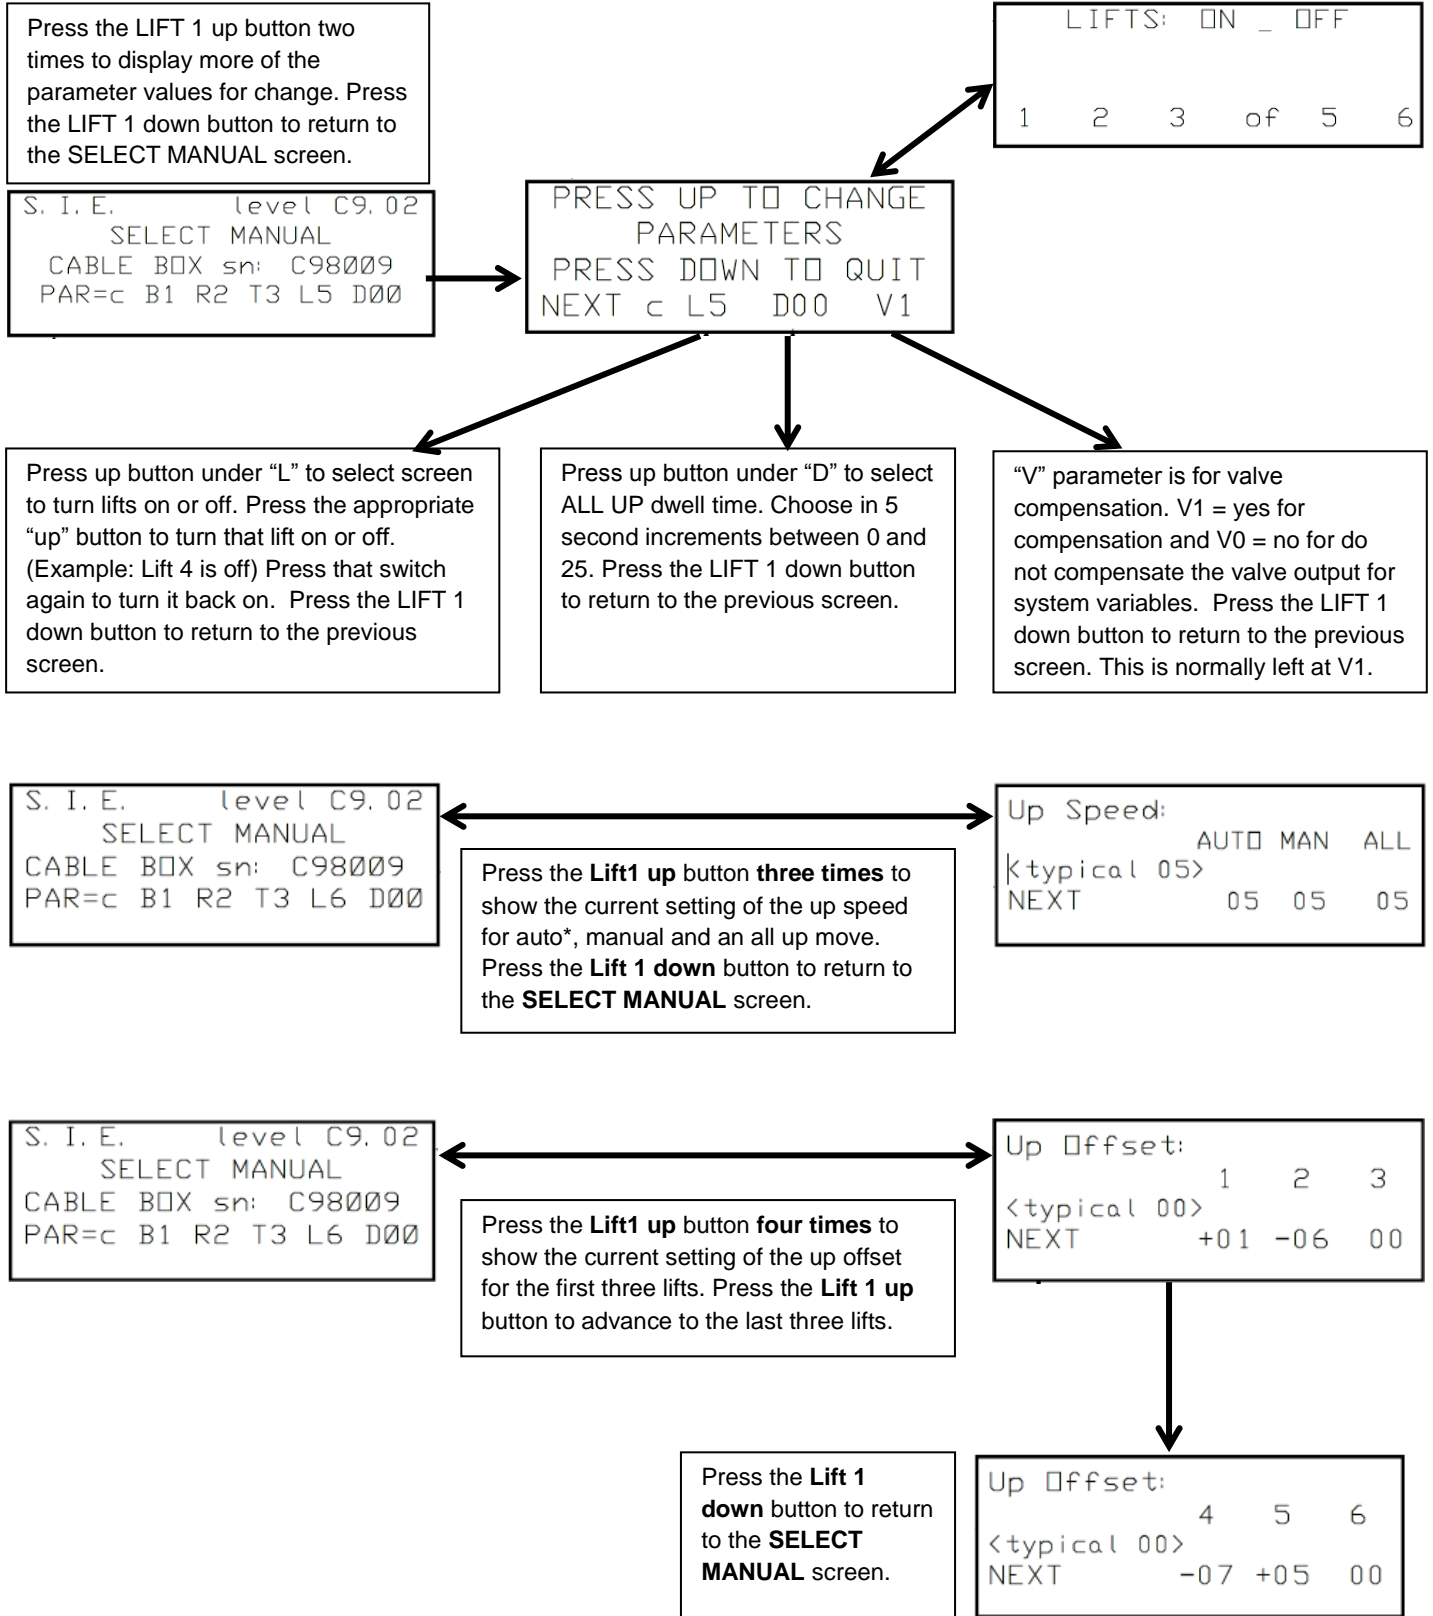 Press the LIFT 1 up button two
times to display more of the
parameter values for change. Press
the LIFT 1 down button to return to
the SELECT MANUAL screen.
LIFTS: ON _ OFF
1 2 3 of 5 6
S. I. E. level C9.02
SELECT MANUAL
CABLE BOX sn: C98009
PAR=c B1 R2 T3 L5 D00
PRESS UP TO CHANGE
PARAMETERS
PRESS DOWN TO QUIT
NEXT c L5 D00 V1
Press up button under “L” to select screen
to turn lifts on or off. Press the appropriate
“up” button to turn that lift on or off.
(Example: Lift 4 is off) Press that switch
again to turn it back on. Press the LIFT 1
down button to return to the previous
screen.
Press up button under “D” to select
ALL UP dwell time. Choose in 5
second increments between 0 and
25. Press the LIFT 1 down button
to return to the previous screen.
“V” parameter is for valve
compensation. V1 = yes for
compensation and V0 = no for do
not compensate the valve output for
system variables. Press the LIFT 1
down button to return to the previous
screen. This is normally left at V1.
S. I. E. level C9.02
SELECT MANUAL
CABLE BOX sn: C98009
PAR=c B1 R2 T3 L6 D00
Press the Lift1 up button three times to
show the current setting of the up speed
for auto*, manual and an all up move.
Press the Lift 1 down button to return to
the SELECT MANUAL screen.
Up Speed:
AUTO MAN ALL
<typical 05>
NEXT 05 05 05
S. I. E. level C9.02
SELECT MANUAL
CABLE BOX sn: C98009
PAR=c B1 R2 T3 L6 D00
Press the Lift1 up button four times to
show the current setting of the up offset
for the first three lifts. Press the Lift 1 up
button to advance to the last three lifts.
Up Offset:
1 2 3
<typical 00>
NEXT +01 -06 00
Press the Lift 1
down button to return
to the SELECT
MANUAL screen.
Up Offset:
4 5 6
<typical 00>
NEXT -07 +05 00